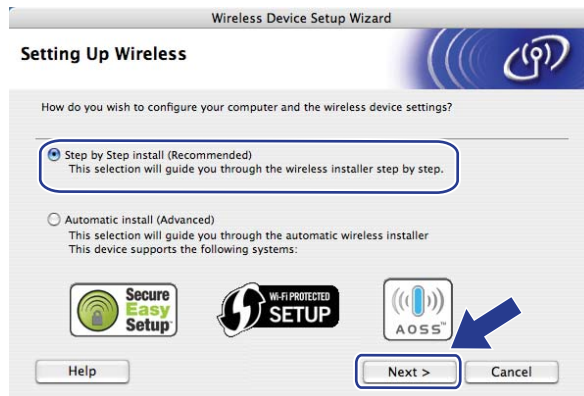 Wireless Device Setup Wizard
Setting Up Wireless
How do you wish to configure your computer and the wireless device settings?
Step by Step install (Recommended)
This selection will guide you through the wireless installer step by step.
Automatic install (Advanced)
This selection will guide you through the automatic wireless installer
This device supports the following systems:
Secure
Easy
Setup™
Wi-Fi PROTECTED
SETUP
AOSS™
Help
Next >
Cancel